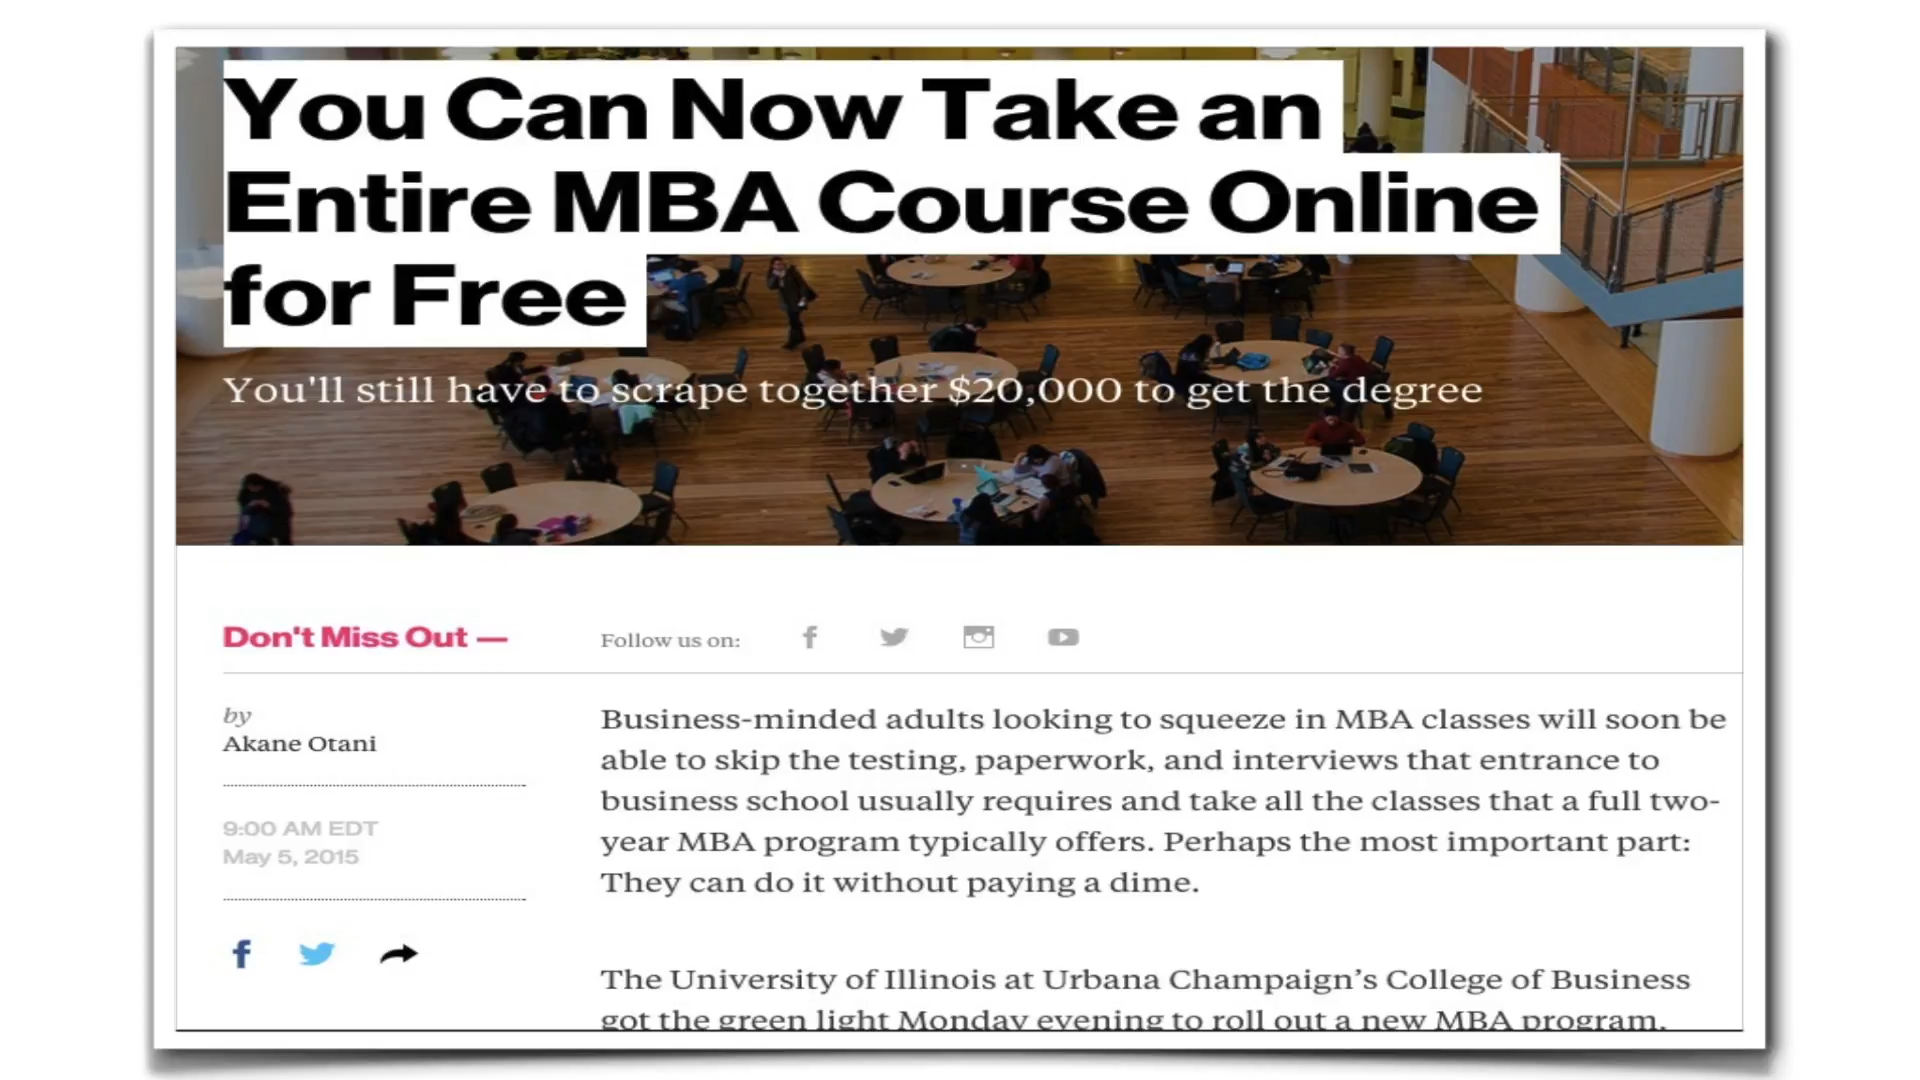 You Can Now Take an
Entire MBA Course Online
for Free
You'll still have to scrape together $20,000 to get the degree
Don't Miss Out —
Follow us on:
by
Akane Otani
9:00 AM EDT
May 5, 2015
Business-minded adults looking to squeeze in MBA classes will soon be
able to skip the testing, paperwork, and interviews that entrance to
business school usually requires and take all the classes that a full two-
year MBA program typically offers. Perhaps the most important part:
They can do it without paying a dime.
The University of Illinois at Urbana Champaign’s College of Business
got the green light Monday evening to roll out a new MBA program,